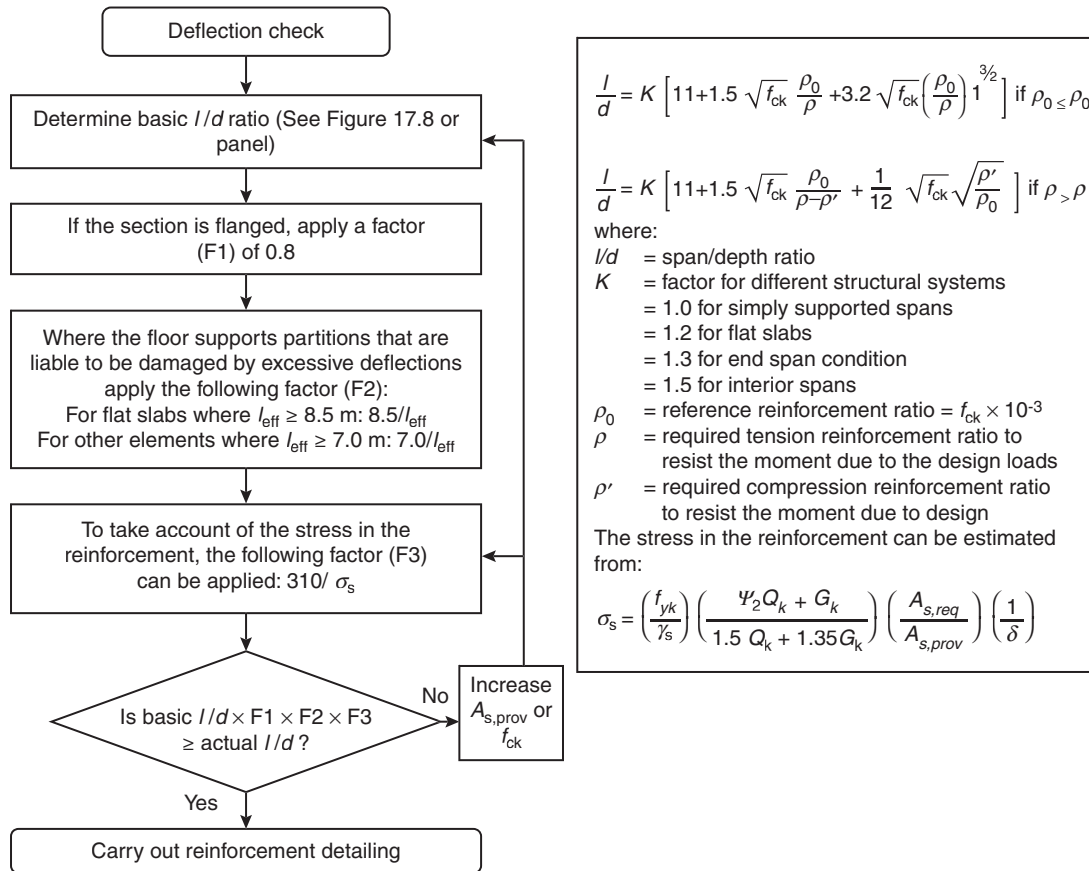 Deflection check
Determine basic l/d ratio (See Figure 17.8 or
panel)
If the section is flanged, apply a factor
(F1) of 0.8
Where the floor supports partitions that are
liable to be damaged by excessive deflections
apply the following factor (F2):
For flat slabs where l_eff ≥ 8.5 m: 8.5/l_eff
For other elements where l_eff ≥ 7.0 m: 7.0/l_eff
To take account of the stress in the
reinforcement, the following factor (F3)
can be applied: 310/ σ_s
Is basic l/d × F1 × F2 × F3
≥ actual l/d ?
No
Increase
A_s,prov or
f_ck
Yes
Carry out reinforcement detailing
l/d = K [11+1.5 √f_ck ρ_0/ρ +3.2 √f_ck (ρ_0/ρ) 1^3/2] if ρ_0 ≤ ρ_0
l/d = K [11+1.5 √f_ck ρ_0/(ρ–ρ′) + 1/12 √f_ck √(ρ′/ρ_0) ] if ρ > ρ
where:
l/d = span/depth ratio
K = factor for different structural systems
= 1.0 for simply supported spans
= 1.2 for flat slabs
= 1.3 for end span condition
= 1.5 for interior spans
ρ_0 = reference reinforcement ratio = f_ck × 10^-3
ρ = required tension reinforcement ratio to
resist the moment due to the design loads
ρ′ = required compression reinforcement ratio
to resist the moment due to design
The stress in the reinforcement can be estimated
from:
σ_s = (f_yk/γ_s) (Ψ_2 Q_k + G_k / 1.5 Q_k + 1.35G_k) (A_s,req/A_s,prov) (1/δ)